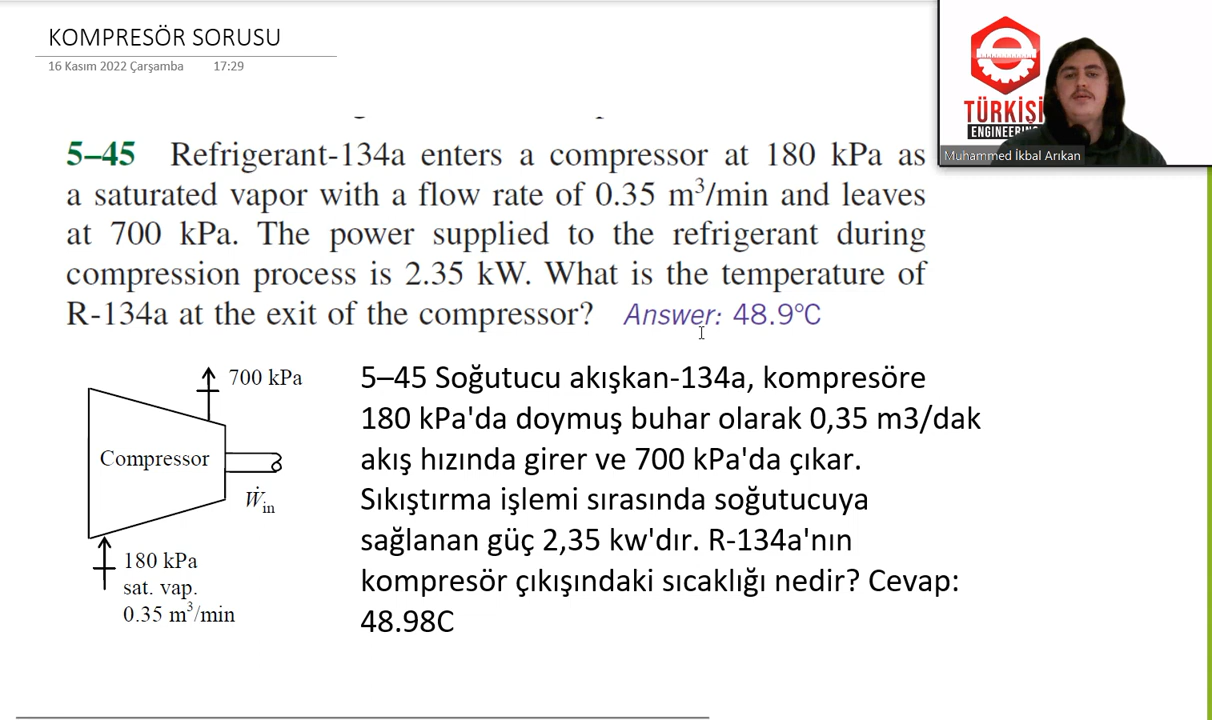 KOMPRESÖR SORUSU
16 Kasım 2022 Çarşamba 17:29
TÜRKİŞİ
ENGINEERING
Muhammed İkbal Arıkan
5–45 Refrigerant-134a enters a compressor at 180 kPa as
a saturated vapor with a flow rate of 0.35 m³/min and leaves
at 700 kPa. The power supplied to the refrigerant during
compression process is 2.35 kW. What is the temperature of
R-134a at the exit of the compressor? Answer: 48.9°C
700 kPa
Compressor
Ẇin
180 kPa
sat. vap.
0.35 m³/min
5–45 Soğutucu akışkan-134a, kompresöre
180 kPa'da doymuş buhar olarak 0,35 m3/dak
akış hızında girer ve 700 kPa'da çıkar.
Sıkıştırma işlemi sırasında soğutucuya
sağlanan güç 2,35 kw'dır. R-134a'nın
kompresör çıkışındaki sıcaklığı nedir? Cevap:
48.98C